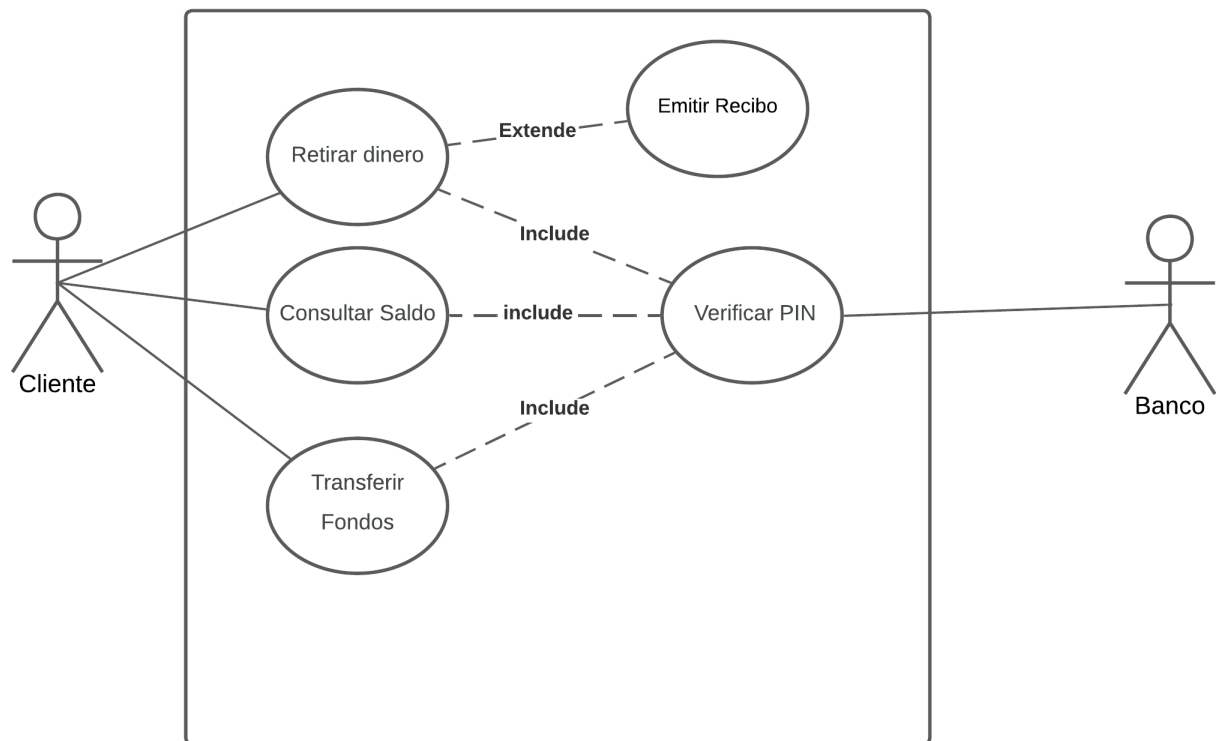 Emitir Recibo
Extende
Retirar dinero
Include
Consultar Saldo
include
Verificar PIN
Cliente
Banco
Include
Transferir
Fondos